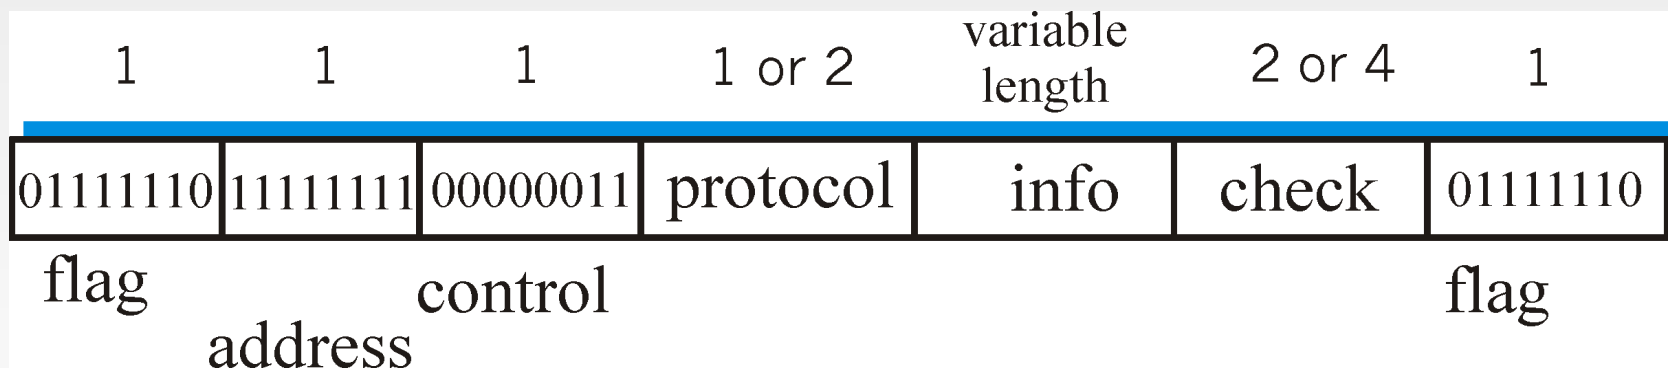 1 1 1 1 or 2 variable length 2 or 4 1
01111110 11111111 00000011 protocol info check 01111110
flag address control flag